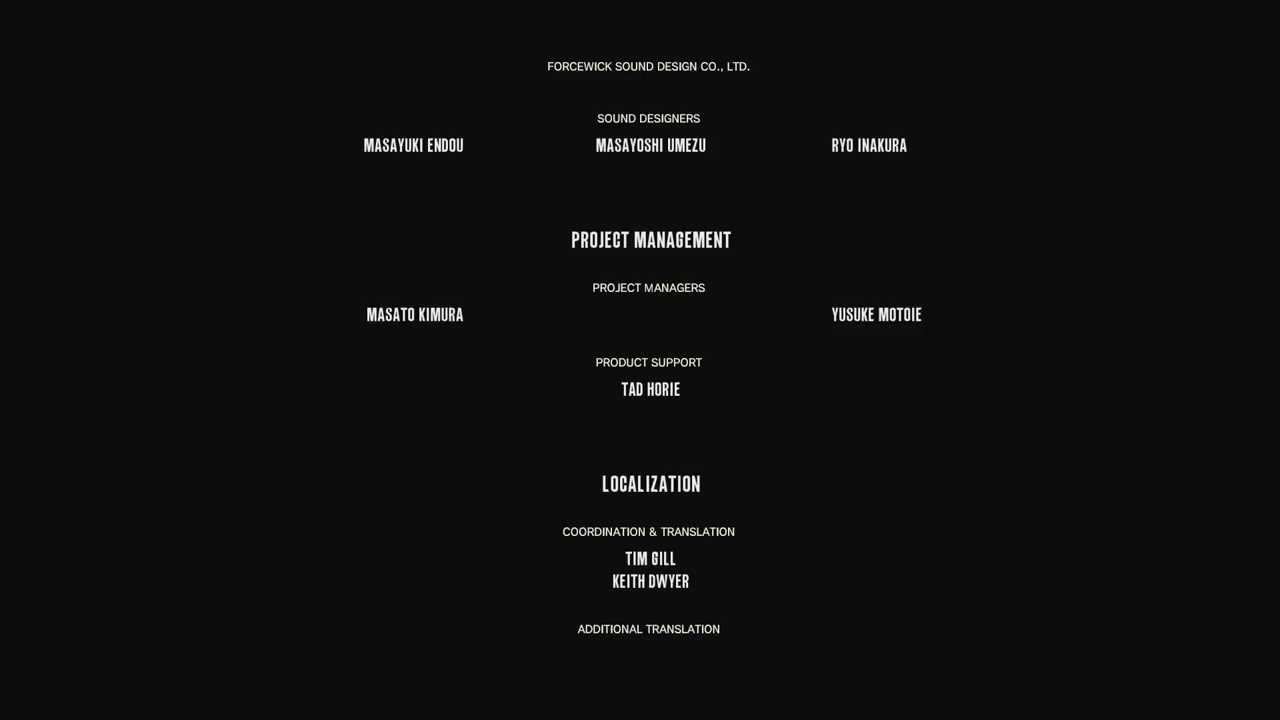 FORCEWICK SOUND DESIGN CO., LTD.
SOUND DESIGNERS
MASAYUKI ENDOU MASAYOSHI UMEZU RYO INAKURA
PROJECT MANAGEMENT
PROJECT MANAGERS
MASATO KIMURA YUSUKE MOTOIE
PRODUCT SUPPORT
TAD HORIE
LOCALIZATION
COORDINATION & TRANSLATION
TIM GILL
KEITH DWYER
ADDITIONAL TRANSLATION